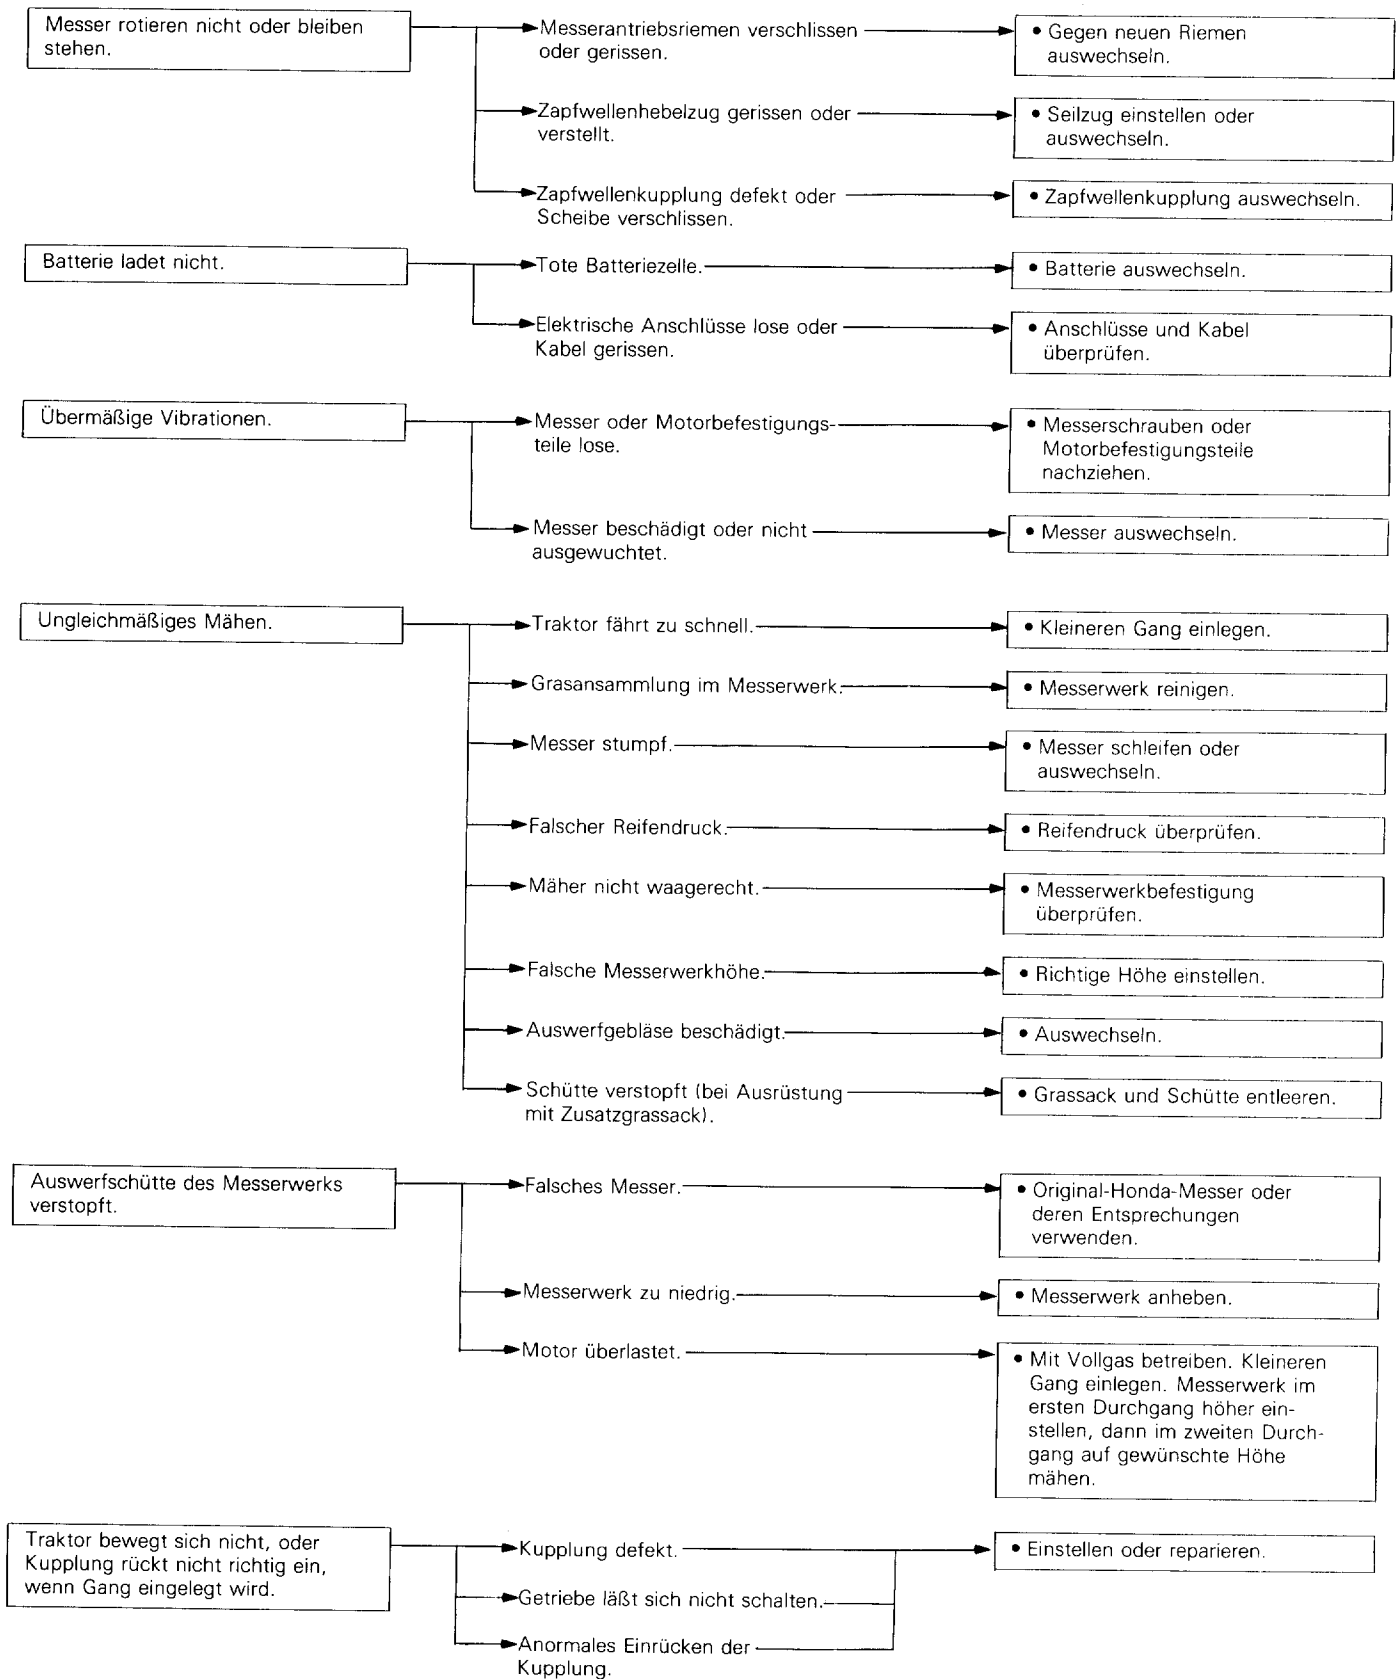 Messer rotieren nicht oder bleiben
stehen.
Messerantriebsriemen verschlissen
oder gerissen.
• Gegen neuen Riemen
auswechseln.
Zapfwellenhebelzug gerissen oder
verstellt.
• Seilzug einstellen oder
auswechseln.
Zapfwellenkupplung defekt oder
Scheibe verschlissen.
• Zapfwellenkupplung auswechseln.
Batterie ladet nicht.
Tote Batteriezelle.
• Batterie auswechseln.
Elektrische Anschlüsse lose oder
Kabel gerissen.
• Anschlüsse und Kabel
überprüfen.
Übermäßige Vibrationen.
Messer oder Motorbefestigungs-
teile lose.
• Messerschrauben oder
Motorbefestigungsteile
nachziehen.
Messer beschädigt oder nicht
ausgewuchtet.
• Messer auswechseln.
Ungleichmäßiges Mähen.
Traktor fährt zu schnell.
• Kleineren Gang einlegen.
Grasansammlung im Messerwerk.
• Messerwerk reinigen.
Messer stumpf.
• Messer schleifen oder
auswechseln.
Falscher Reifendruck.
• Reifendruck überprüfen.
Mäher nicht waagerecht.
• Messerwerkbefestigung
überprüfen.
Falsche Messerwerkhöhe.
• Richtige Höhe einstellen.
Auswerfgebläse beschädigt.
• Auswechseln.
Schütte verstopft (bei Ausrüstung
mit Zusatzgrassack).
• Grassack und Schütte entleeren.
Auswerfschütte des Messerwerks
verstopft.
Falsches Messer.
• Original-Honda-Messer oder
deren Entsprechungen
verwenden.
Messerwerk zu niedrig.
• Messerwerk anheben.
Motor überlastet.
• Mit Vollgas betreiben. Kleineren
Gang einlegen. Messerwerk im
ersten Durchgang höher ein-
stellen, dann im zweiten Durch-
gang auf gewünschte Höhe
mähen.
Traktor bewegt sich nicht, oder
Kupplung rückt nicht richtig ein,
wenn Gang eingelegt wird.
Kupplung defekt.
• Einstellen oder reparieren.
Getriebe läßt sich nicht schalten.
Anormales Einrücken der
Kupplung.